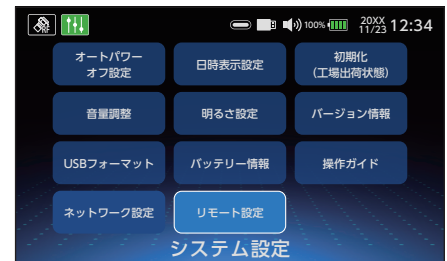 100% 20XX 11/23 12:34
オートパワー
オフ設定
日時表示設定
初期化
(工場出荷状態)
音量調整
明るさ設定
バージョン情報
USBフォーマット
バッテリー情報
操作ガイド
ネットワーク設定
リモート設定
システム設定